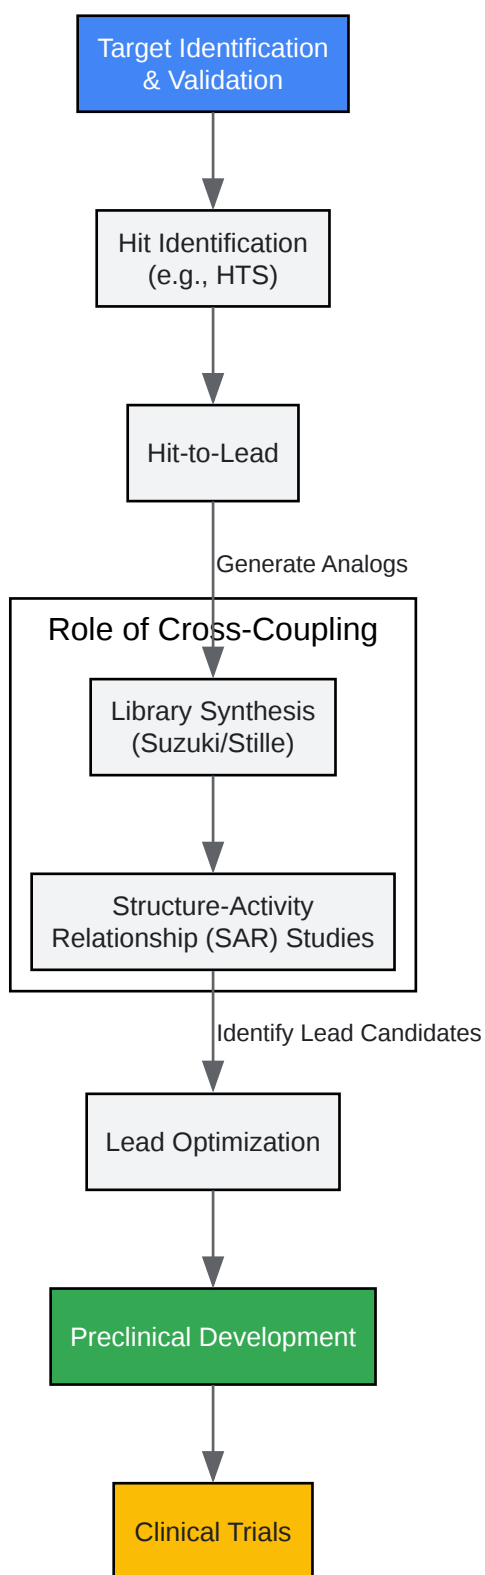 Target Identification
& Validation
Hit Identification
(e.g., HTS)
Hit-to-Lead
Generate Analogs
Role of Cross-Coupling
Library Synthesis
(Suzuki/Stille)
Structure-Activity
Relationship (SAR) Studies
Identify Lead Candidates
Lead Optimization
Preclinical Development
Clinical Trials